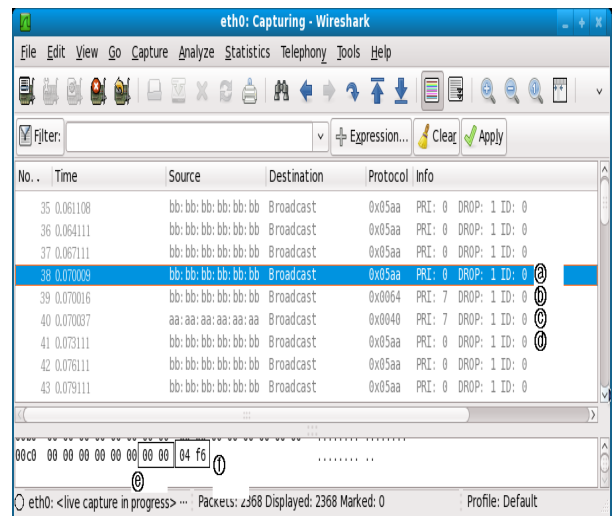 eth0: Capturing - Wireshark
File Edit View Go Capture Analyze Statistics Telephony Tools Help
Filter: Expression... Clear Apply
No. . Time Source Destination Protocol Info
35 0.061108 bb:bb:bb:bb:bb:bb Broadcast 0x05aa PRI: 0 DROP: 1 ID: 0
36 0.064111 bb:bb:bb:bb:bb:bb Broadcast 0x05aa PRI: 0 DROP: 1 ID: 0
37 0.067111 bb:bb:bb:bb:bb:bb Broadcast 0x05aa PRI: 0 DROP: 1 ID: 0
38 0.070009 bb:bb:bb:bb:bb:bb Broadcast 0x05aa PRI: 0 DROP: 1 ID: 0 ⓐ
39 0.070016 bb:bb:bb:bb:bb:bb Broadcast 0x0064 PRI: 7 DROP: 1 ID: 0 ⓑ
40 0.070037 aa:aa:aa:aa:aa:aa Broadcast 0x0040 PRI: 7 DROP: 1 ID: 0 ⓒ
41 0.073111 bb:bb:bb:bb:bb:bb Broadcast 0x05aa PRI: 0 DROP: 1 ID: 0 ⓓ
42 0.076111 bb:bb:bb:bb:bb:bb Broadcast 0x05aa PRI: 0 DROP: 1 ID: 0
43 0.079111 bb:bb:bb:bb:bb:bb Broadcast 0x05aa PRI: 0 DROP: 1 ID: 0
00c0 00 00 00 00 00 00 00 04 f6 ⓕ ........ ..
ⓔ
eth0: <live capture in progress> ... Packets: 2368 Displayed: 2368 Marked: 0 Profile: Default